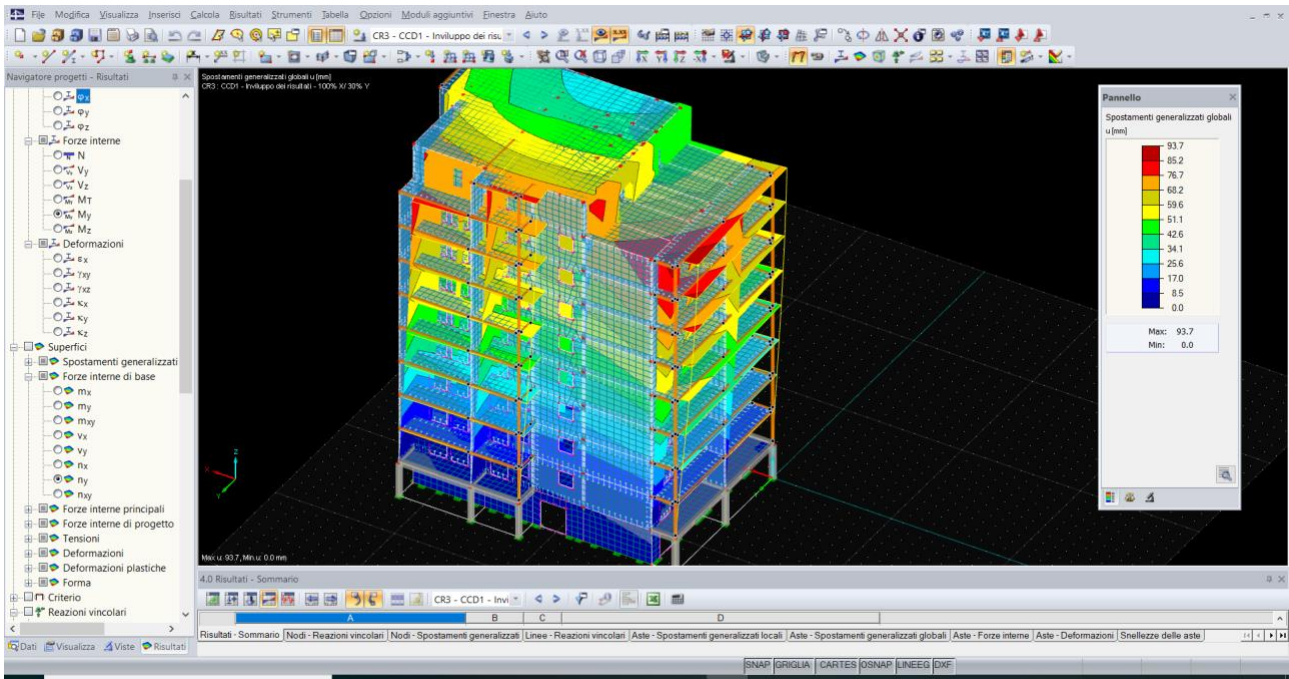 File Modifica Visualizza Inserisci Calcola Risultati Strumenti Tabella Opzioni Moduli aggiuntivi Finestra Aiuto
CR3 - CCD1 - Inviluppo dei risu
Navigatore progetti - Risultati
φx
φy
φz
Forze interne
N
Vy
Vz
MT
My
Mz
Deformazioni
εx
γxy
γxz
κx
κy
κz
Superfici
Spostamenti generalizzati
Forze interne di base
mx
my
mxy
vx
vy
nx
ny
nxy
Forze interne principali
Forze interne di progetto
Tensioni
Deformazioni
Deformazioni plastiche
Forma
Criterio
Reazioni vincolari
Dati Visualizza Viste Risultati
Spostamenti generalizzati globali u [mm]
CR3 : CCD1 - Inviluppo dei risultati - 100% X/ 30% Y
X
Y
Z
Max u: 93.7, Min u: 0.0 mm
Pannello
Spostamenti generalizzati globali
u [mm]
93.7
85.2
76.7
68.2
59.6
51.1
42.6
34.1
25.6
17.0
8.5
0.0
Max: 93.7
Min: 0.0
4.0 Risultati - Sommario
CR3 - CCD1 - Invi
A B C D
Risultati - Sommario Nodi - Reazioni vincolari Nodi - Spostamenti generalizzati Linee - Reazioni vincolari Aste - Spostamenti generalizzati locali Aste - Spostamenti generalizzati globali Aste - Forze interne Aste - Deformazioni Snellezze delle aste
SNAP GRIGLIA CARTES OSNAP LINEEG DXF